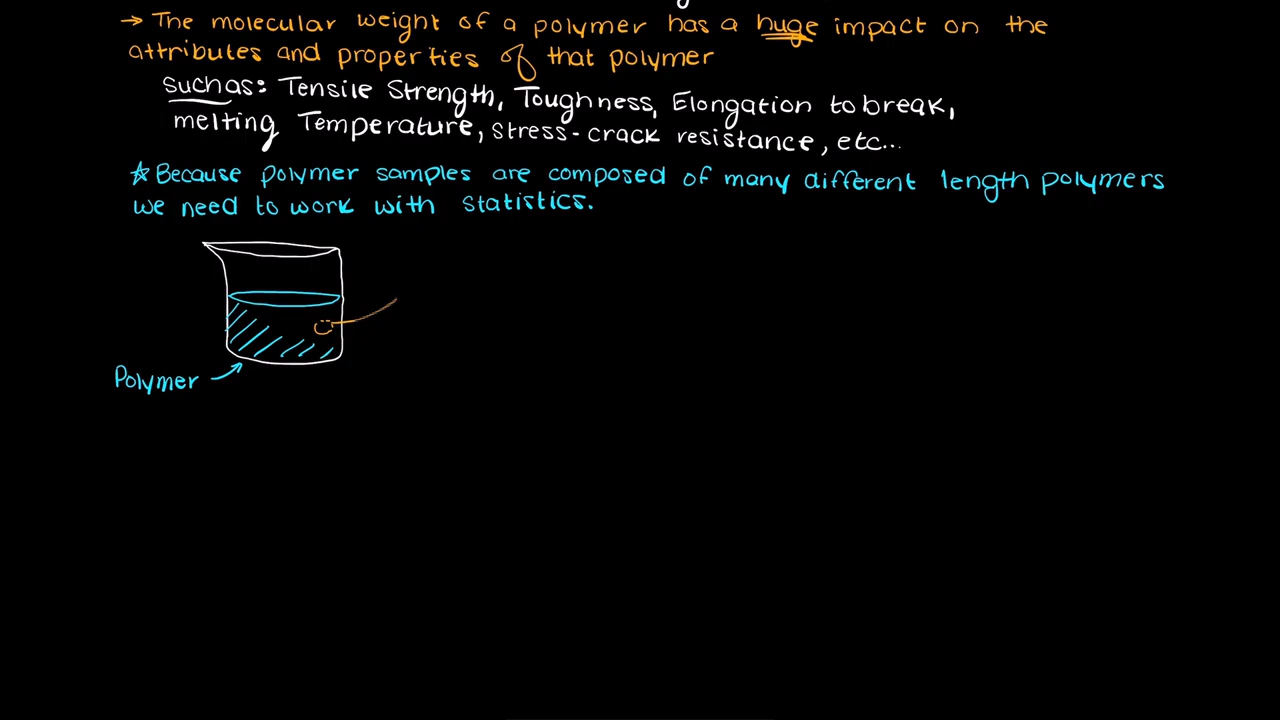 → The molecular weight of a polymer has a huge impact on the
attributes and properties of that polymer
such as: Tensile Strength, Toughness, Elongation to break,
melting Temperature, stress-crack resistance, etc...
☆ Because polymer samples are composed of many different length polymers
we need to work with statistics.
Polymer